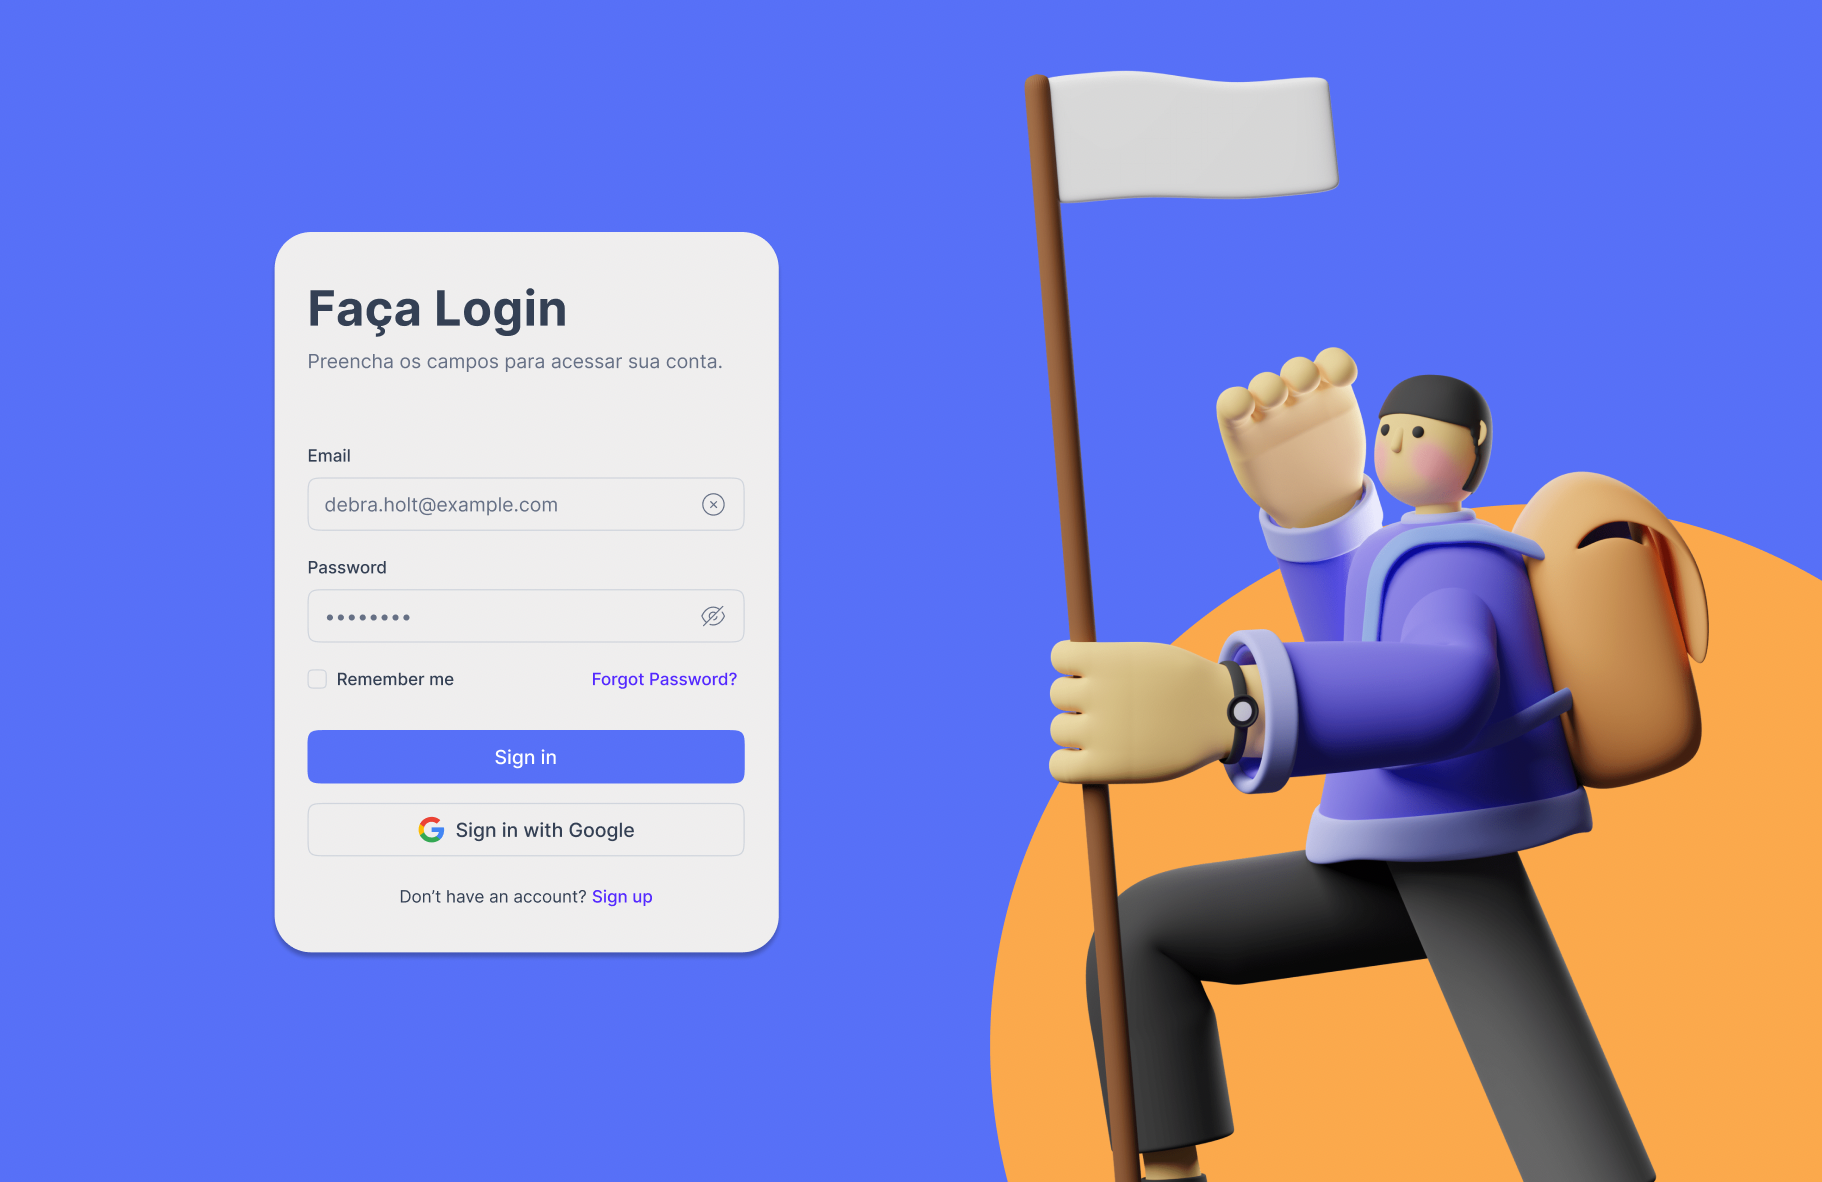 Faça Login
Preencha os campos para acessar sua conta.
Email
debra.holt@example.com
Password
••••••••
Remember me
Forgot Password?
Sign in
Sign in with Google
Don't have an account? Sign up